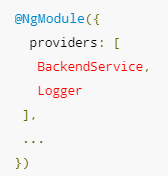 @NgModule({
  providers: [
   BackendService,
   Logger
 ],
 ...
})